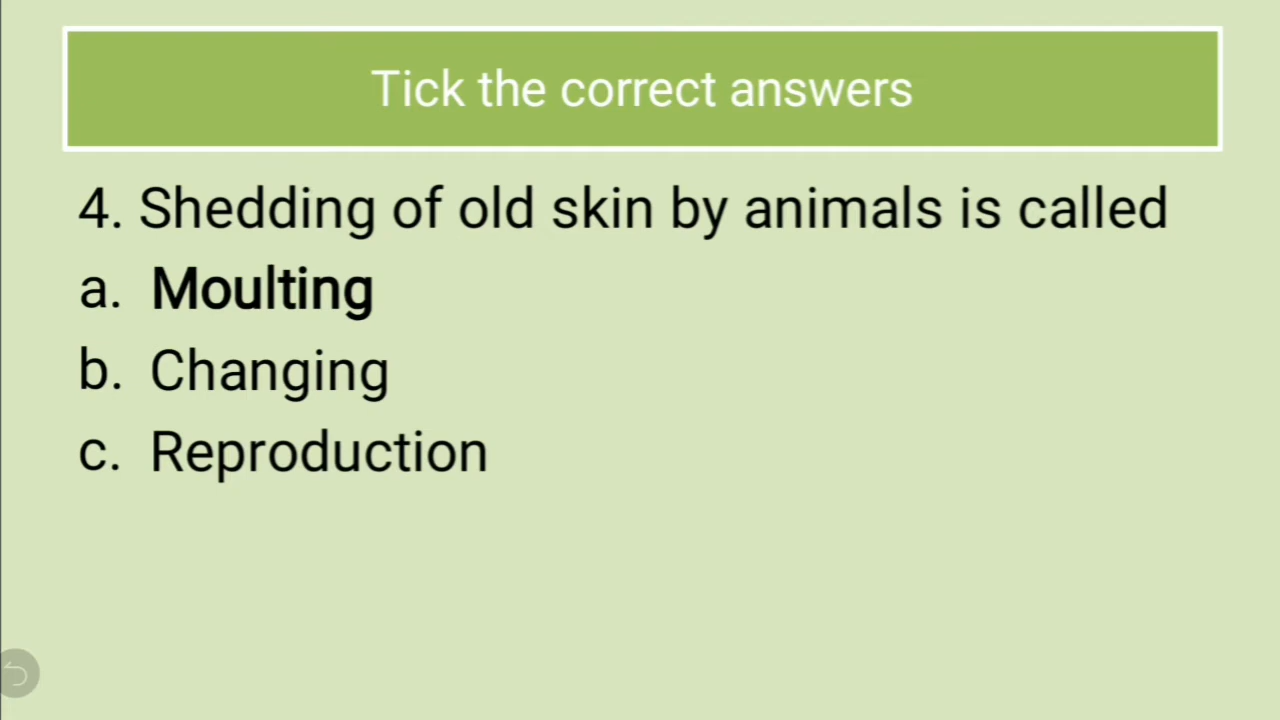 Tick the correct answers
4. Shedding of old skin by animals is called
a. Moulting
b. Changing
c. Reproduction